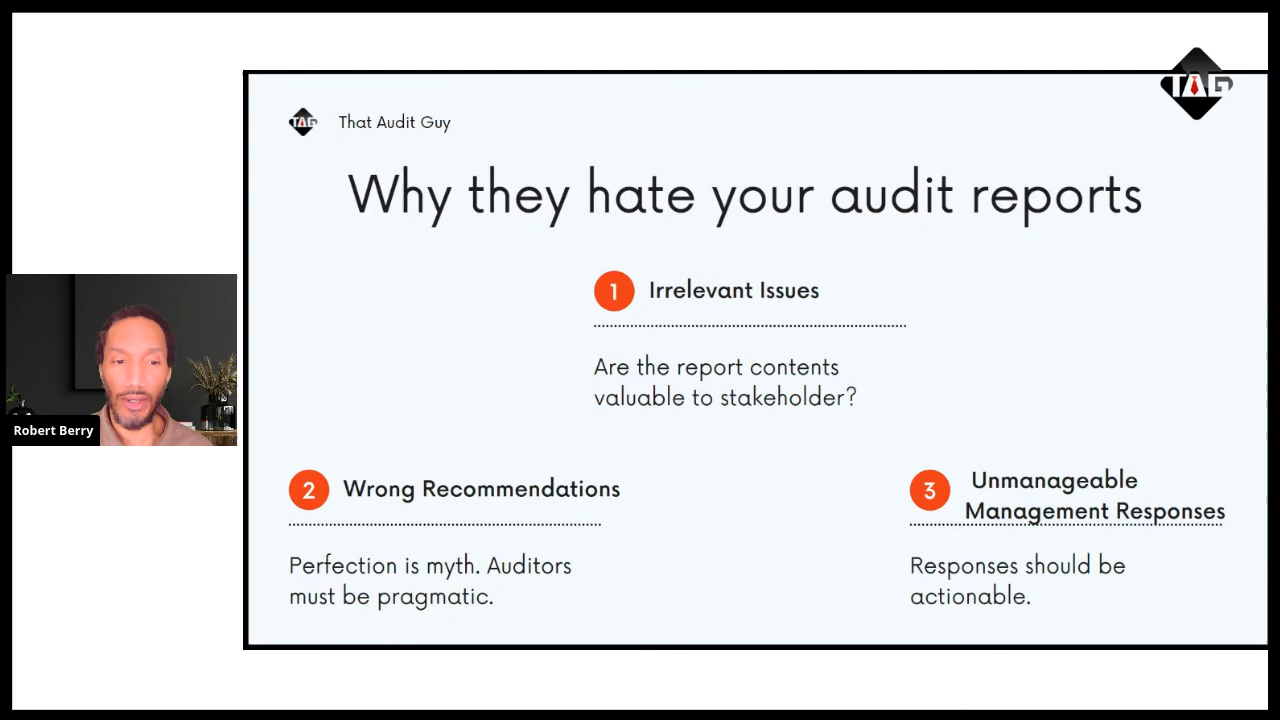 TAG
TAG
That Audit Guy
Why they hate your audit reports
1
Irrelevant Issues
Are the report contents
valuable to stakeholder?
2
Wrong Recommendations
Perfection is myth. Auditors
must be pragmatic.
3
Unmanageable
Management Responses
Responses should be
actionable.
Robert Berry